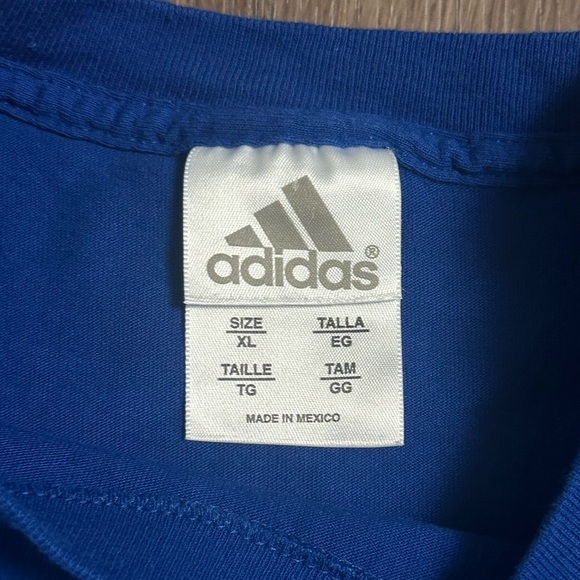 adidas®
SIZE TALLA
XL EG
TAILLE TAM
TG GG
MADE IN MEXICO